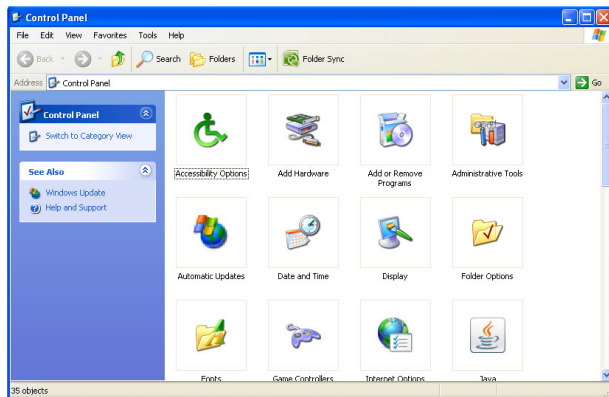 Control Panel
File Edit View Favorites Tools Help
Back Search Folders Folder Sync
Address Control Panel Go
Control Panel
Switch to Category View
See Also
Windows Update
Help and Support
Accessibility Options Add Hardware Add or Remove Programs Administrative Tools
Automatic Updates Date and Time Display Folder Options
Fonts Game Controllers Internet Options Java
35 objects